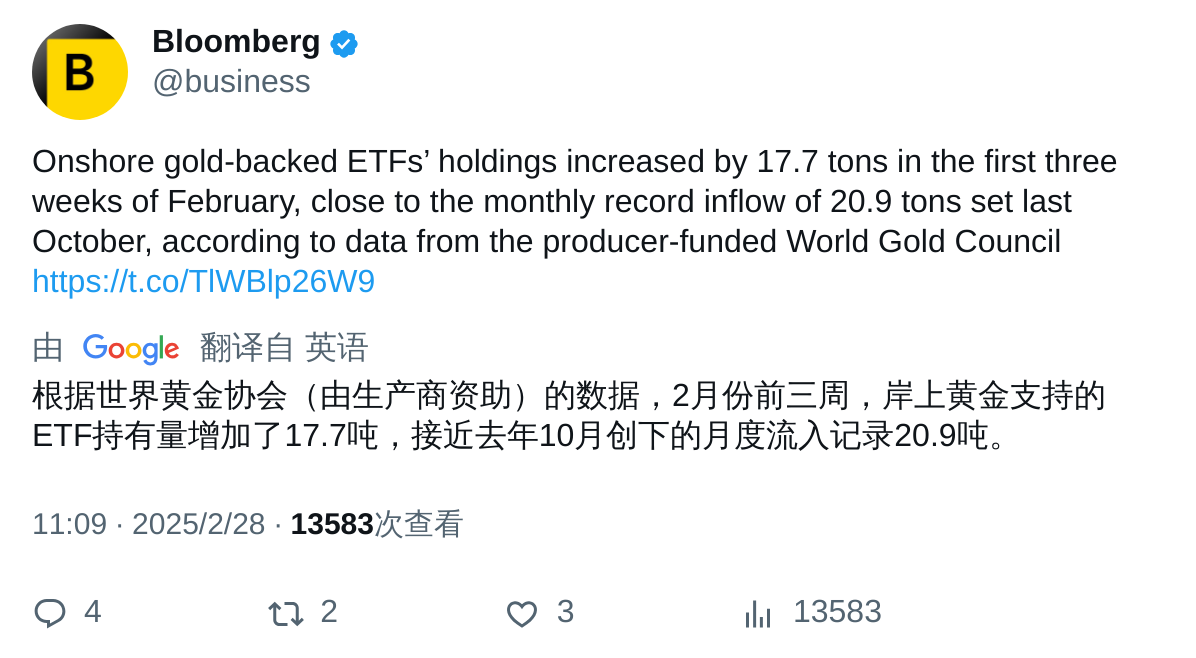 B
Bloomberg
@business
Onshore gold-backed ETFs’ holdings increased by 17.7 tons in the first three
weeks of February, close to the monthly record inflow of 20.9 tons set last
October, according to data from the producer-funded World Gold Council
https://t.co/TlWBlp26W9
由 Google 翻译自 英语
根据世界黄金协会（由生产商资助）的数据，2月份前三周，岸上黄金支持的
ETF持有量增加了17.7吨，接近去年10月创下的月度流入记录20.9吨。
11:09 · 2025/2/28 · 13583次查看
4 2 3 13583